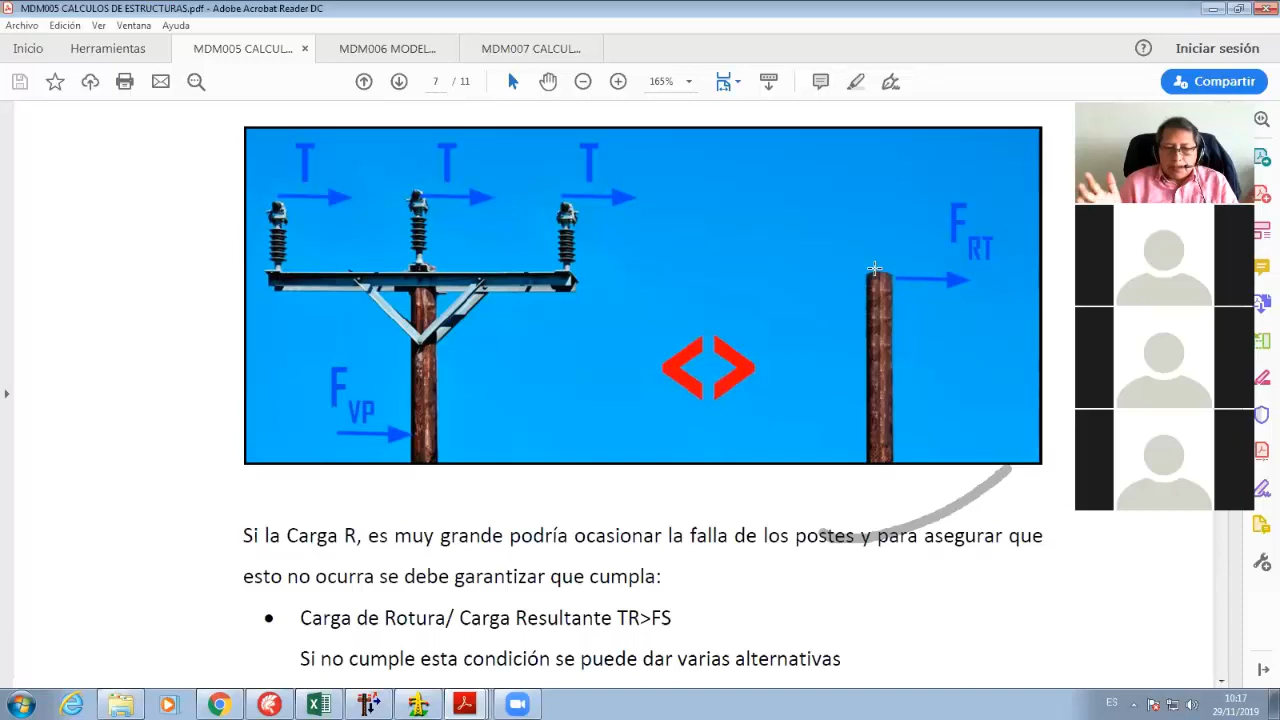 MDM005 CALCULOS DE ESTRUCTURAS.pdf - Adobe Acrobat Reader DC
Archivo Edición Ver Ventana Ayuda
Inicio Herramientas MDM005 CALCUL... × MDM006 MODEL... MDM007 CALCUL... Iniciar sesión
7 / 11 165% Compartir
T T T
F RT
F VP
Si la Carga R, es muy grande podría ocasionar la falla de los postes y para asegurar que
esto no ocurra se debe garantizar que cumpla:
• Carga de Rotura/ Carga Resultante TR>FS
Si no cumple esta condición se puede dar varias alternativas
ES 10:17
29/11/2019